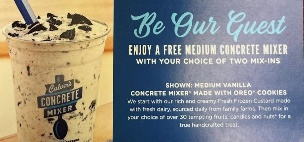 Be Our Guest
ENJOY A FREE MEDIUM CONCRETE MIXER
WITH YOUR CHOICE OF TWO MIX-INS
SHOWN: MEDIUM VANILLA
CONCRETE MIXER® MADE WITH OREO® COOKIES
We start with our rich and creamy Fresh Frozen Custard made
with fresh dairy, sourced daily from family farms. Then mix in
your choice of over 30 tempting fruits, candies and nuts* for a
true handcrafted treat.
Culver's
CONCRETE
MIXER